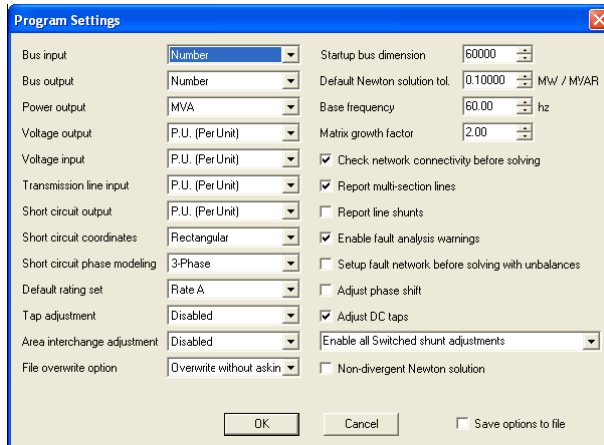 Program Settings
Bus input
Number
Bus output
Number
Power output
MVA
Voltage output
P.U. (Per Unit)
Voltage input
P.U. (Per Unit)
Transmission line input
P.U. (Per Unit)
Short circuit output
P.U. (Per Unit)
Short circuit coordinates
Rectangular
Short circuit phase modeling
3-Phase
Default rating set
Rate A
Tap adjustment
Disabled
Area interchange adjustment
Disabled
File overwrite option
Overwrite without askin
Startup bus dimension
60000
Default Newton solution tol.
0.10000
MW / MVAR
Base frequency
60.00
hz
Matrix growth factor
2.00
Check network connectivity before solving
Report multi-section lines
Report line shunts
Enable fault analysis warnings
Setup fault network before solving with unbalances
Adjust phase shift
Adjust DC taps
Enable all Switched shunt adjustments
Non-divergent Newton solution
OK
Cancel
Save options to file